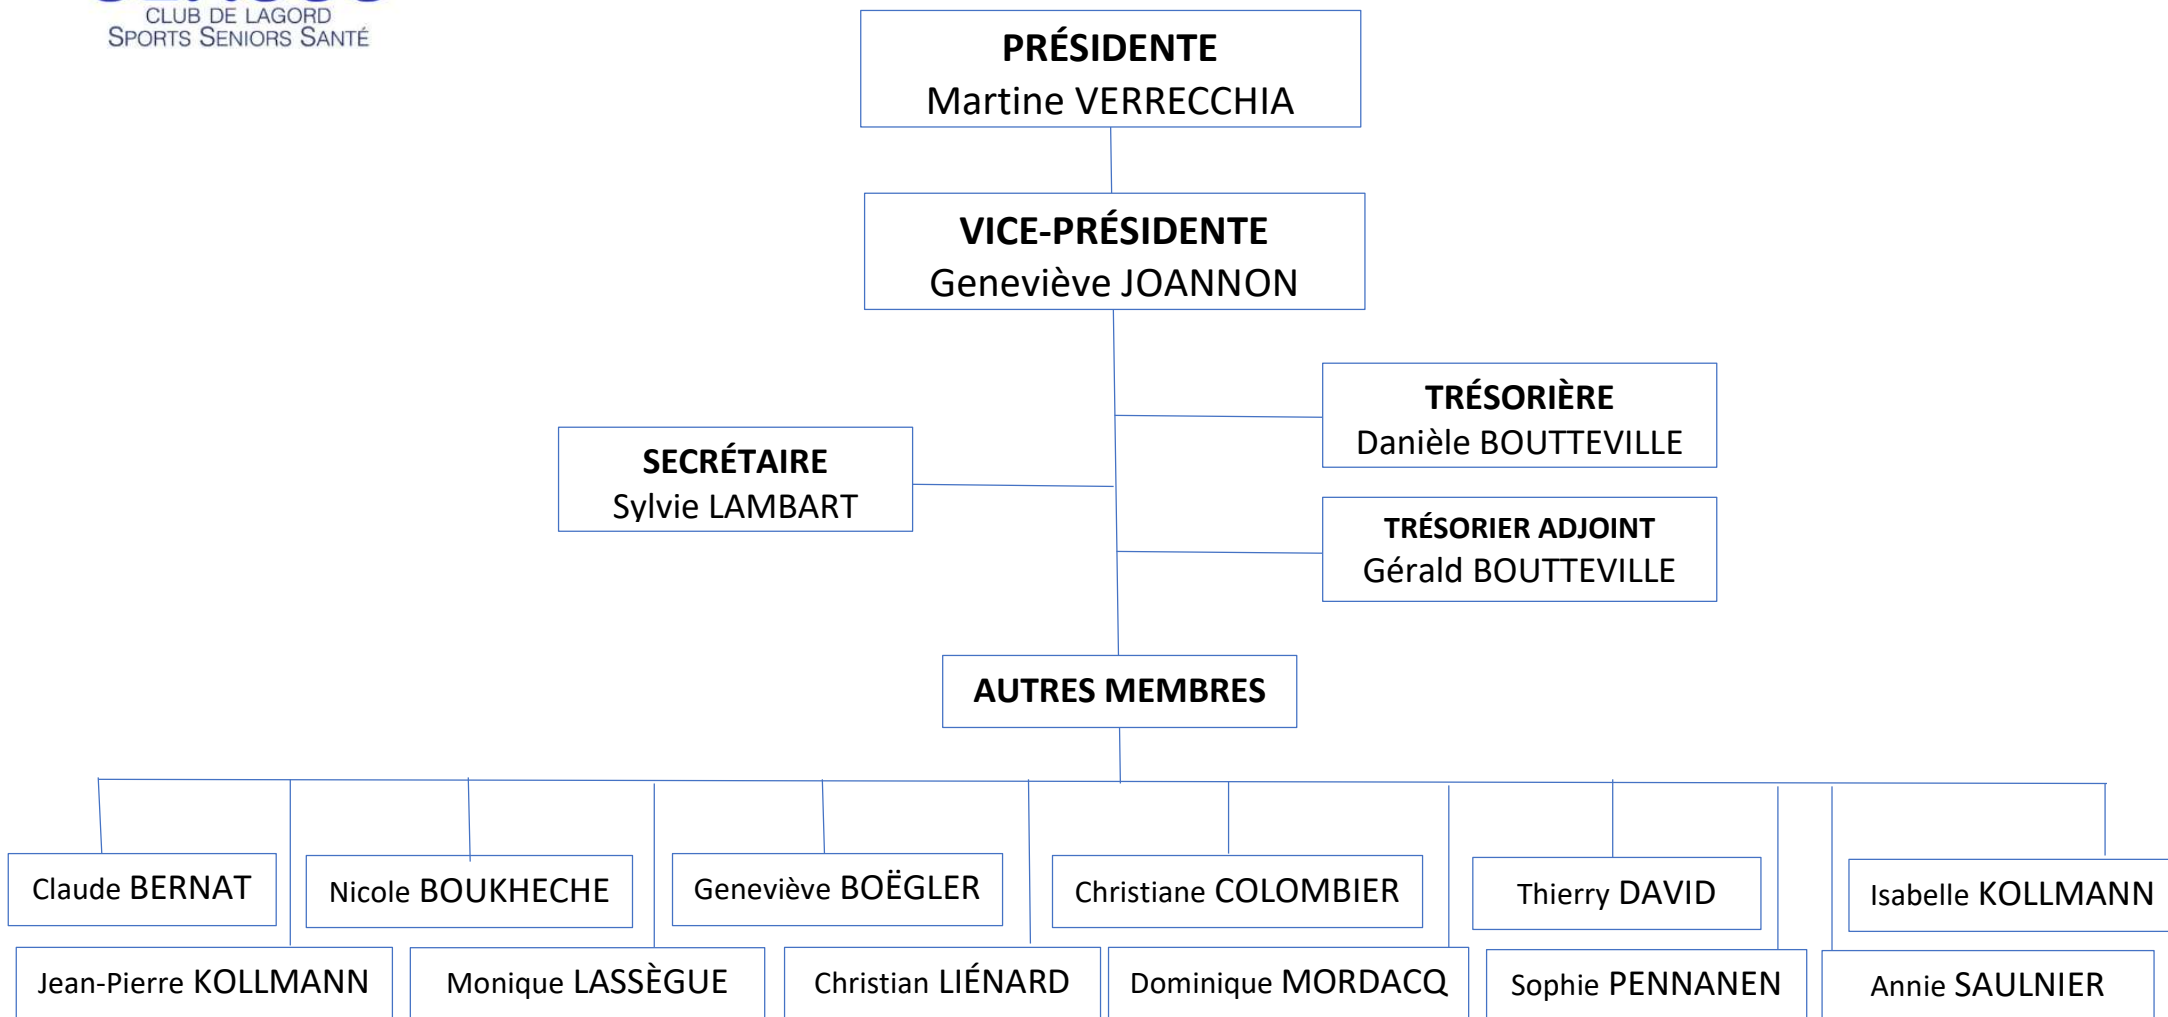 CLUB DE LAGORD
SPORTS SENIORS SANTÉ
PRÉSIDENTE
Martine VERRECCHIA
VICE-PRÉSIDENTE
Geneviève JOANNON
TRÉSORIÈRE
Danièle BOUTTEVILLE
SECRÉTAIRE
Sylvie LAMBART
TRÉSORIER ADJOINT
Gérald BOUTTEVILLE
AUTRES MEMBRES
Claude BERNAT
Nicole BOUKHECHE
Geneviève BOËGLER
Christiane COLOMBIER
Thierry DAVID
Isabelle KOLLMANN
Jean-Pierre KOLLMANN
Monique LASSÈGUE
Christian LIÉNARD
Dominique MORDACQ
Sophie PENNANEN
Annie SAULNIER